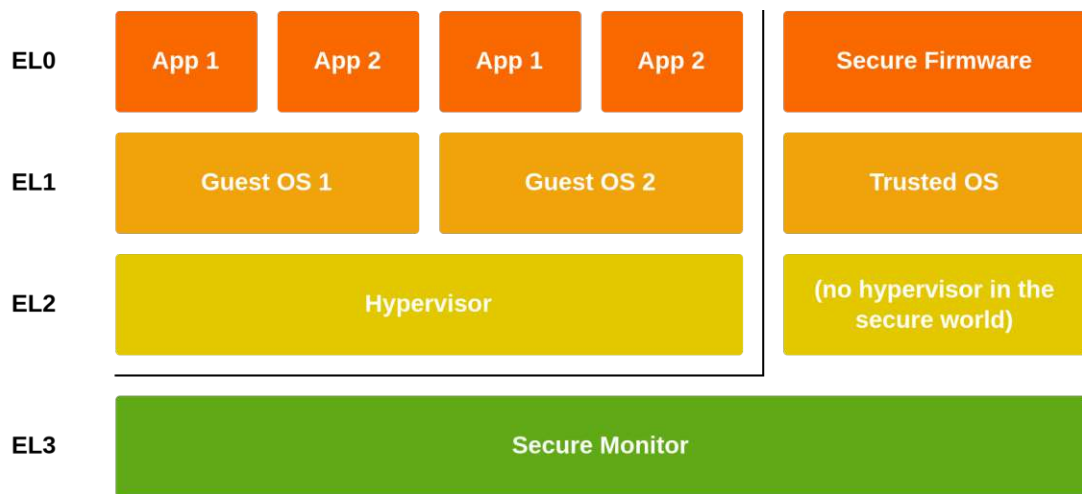 EL0
App 1
App 2
App 1
App 2
Secure Firmware
EL1
Guest OS 1
Guest OS 2
Trusted OS
EL2
Hypervisor
(no hypervisor in the
secure world)
EL3
Secure Monitor